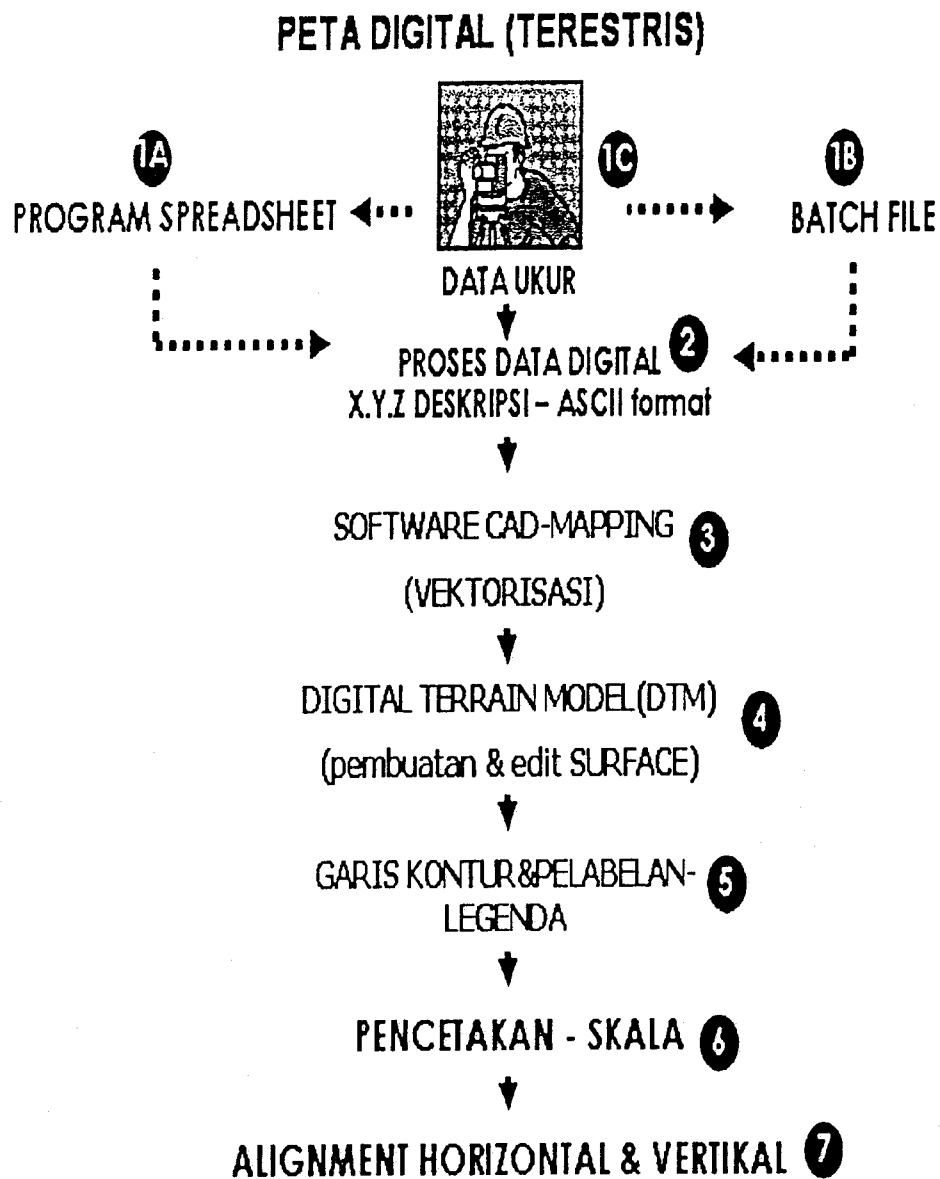 PETA DIGITAL (TERESTRIS)
1A
1C
1B
PROGRAM SPREADSHEET
BATCH FILE
DATA UKUR
PROSES DATA DIGITAL 2
X.Y.Z DESKRIPSI – ASCII format
SOFTWARE CAD-MAPPING 3
(VEKTORISASI)
DIGITAL TERRAIN MODEL(DTM) 4
(pembuatan & edit SURFACE)
GARIS KONTUR&PELABELAN- 5
LEGENDA
PENCETAKAN - SKALA 6
ALIGNMENT HORIZONTAL & VERTIKAL 7